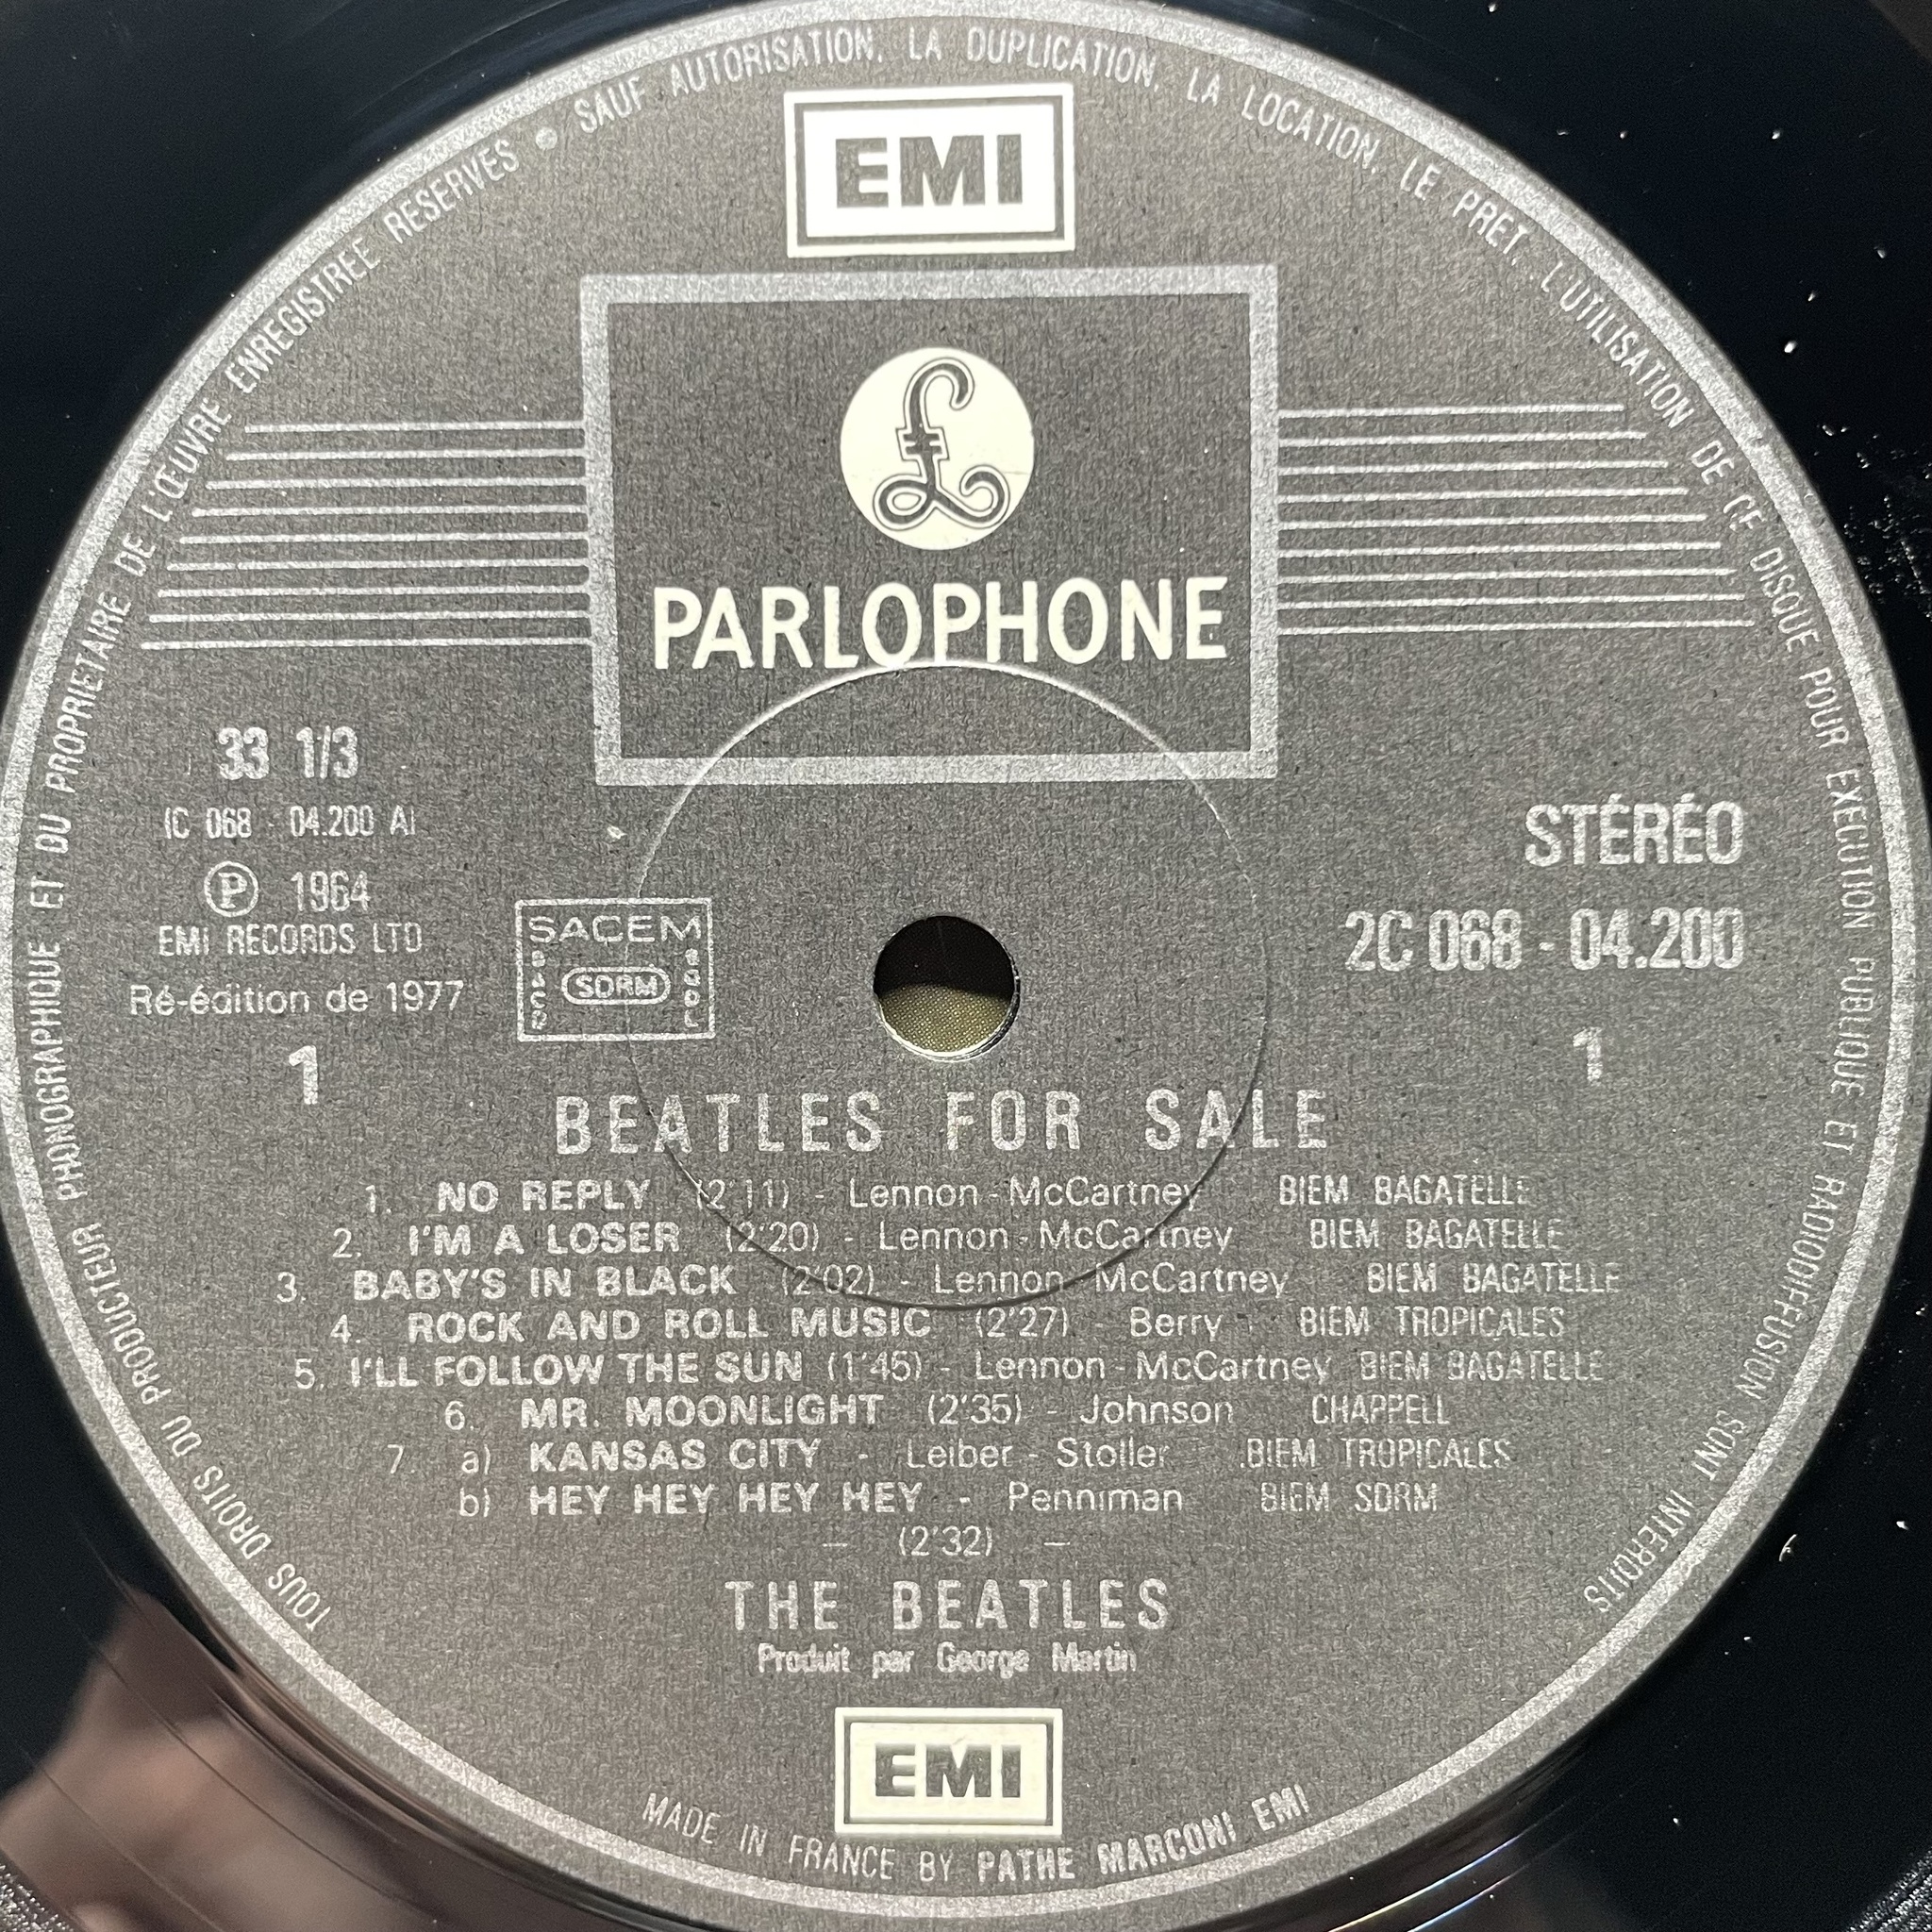 TOUS DROITS DU PRODUCTEUR PHONOGRAPHIQUE ET DU PROPRIETAIRE DE L'ŒUVRE ENREGISTREE RESERVES • SAUF AUTORISATION, LA DUPLICATION, LA LOCATION, LE PRET, L'UTILISATION DE CE DISQUE POUR EXECUTION PUBLIQUE ET RADIODIFFUSION SONT INTERDITS
EMI
£
PARLOPHONE
33 1/3
(C 068 - 04.200 A)
Ⓟ 1964
EMI RECORDS LTD
Ré-édition de 1977
1
SACEM
SDRM
STÉRÉO
2C 068 - 04.200
1
BEATLES FOR SALE
1. NO REPLY (2'11) - Lennon - McCartney BIEM BAGATELLE
2. I'M A LOSER (2'20) - Lennon - McCartney BIEM BAGATELLE
3. BABY'S IN BLACK (2'02) - Lennon - McCartney BIEM BAGATELLE
4. ROCK AND ROLL MUSIC (2'27) - Berry BIEM TROPICALES
5. I'LL FOLLOW THE SUN (1'45) - Lennon - McCartney BIEM BAGATELLE
6. MR. MOONLIGHT (2'35) - Johnson CHAPPELL
7. a) KANSAS CITY - Leiber - Stoller BIEM TROPICALES
b) HEY HEY HEY HEY - Penniman BIEM SDRM
— (2'32) —
THE BEATLES
Produit par George Martin
EMI
MADE IN FRANCE BY PATHE MARCONI EMI